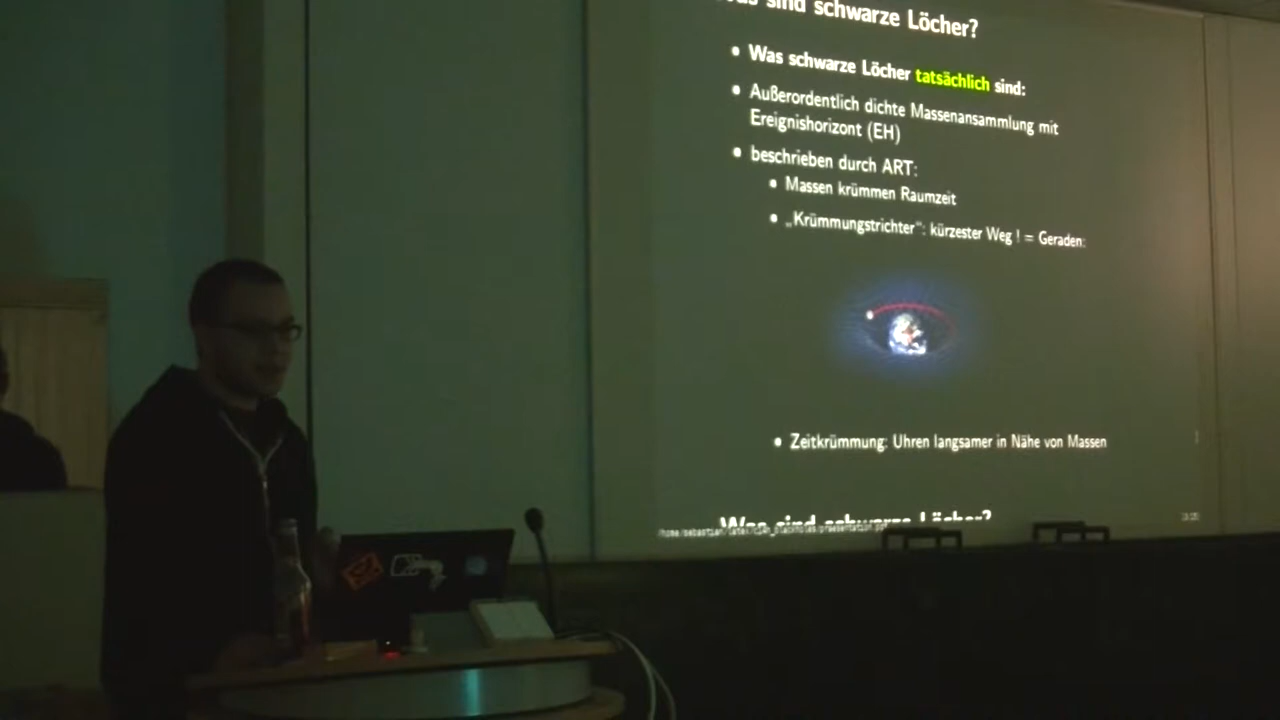 sind schwarze Löcher?
• Was schwarze Löcher tatsächlich sind:
• Außerordentlich dichte Massenansammlung mit
Ereignishorizont (EH)
• beschrieben durch ART:
• Massen krümmen Raumzeit
• „Krümmungstrichter“: kürzester Weg ! = Geraden:
• Zeitkrümmung: Uhren langsamer in Nähe von Massen
Was sind schwarze Löcher?